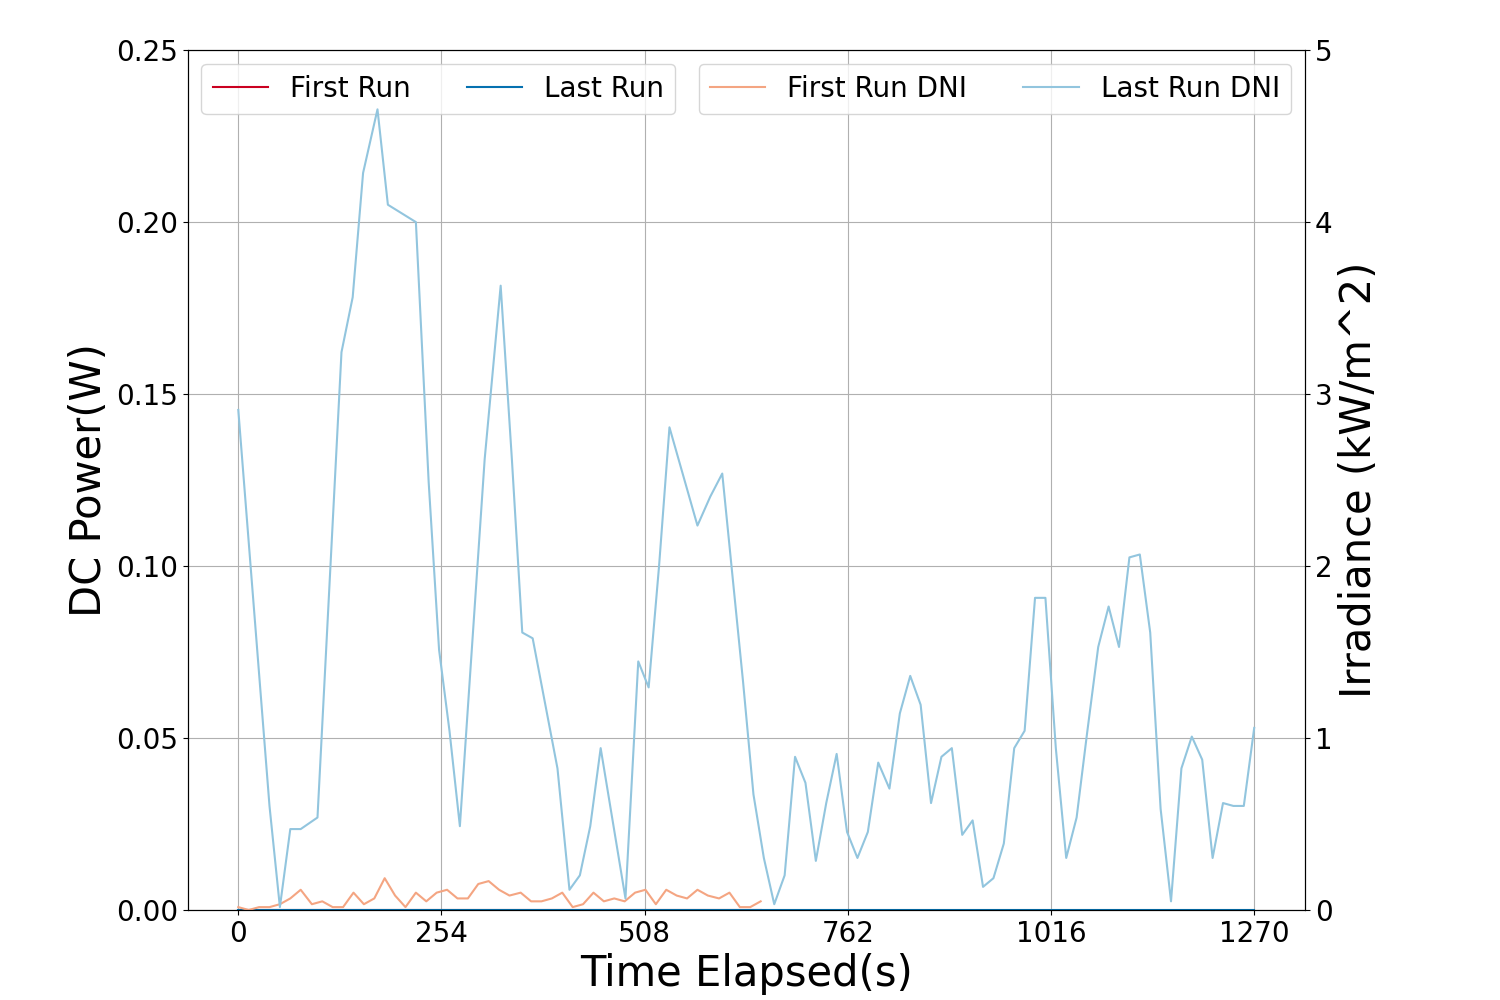 First Run Last Run First Run DNI Last Run DNI
0.25
0.20
0.15
0.10
0.05
0.00
DC Power(W)
5
4
3
2
1
0
Irradiance (kW/m^2)
0 254 508 762 1016 1270
Time Elapsed(s)